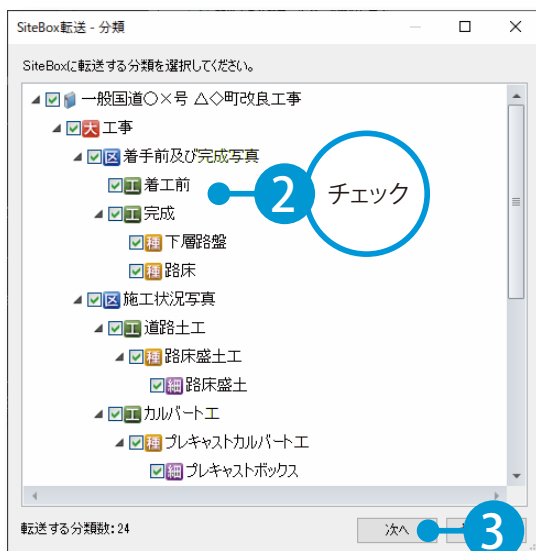 SiteBox転送 - 分類
SiteBoxに転送する分類を選択してください。
一般国道○×号 △◇町改良工事
大 工事
区 着手前及び完成写真
工 着工前
2 チェック
工 完成
種 下層路盤
種 路床
区 施工状況写真
工 道路土工
種 路床盛土工
細 路床盛土
工 カルバート工
種 プレキャストカルバート工
細 プレキャストボックス
転送する分類数:24
次へ 3